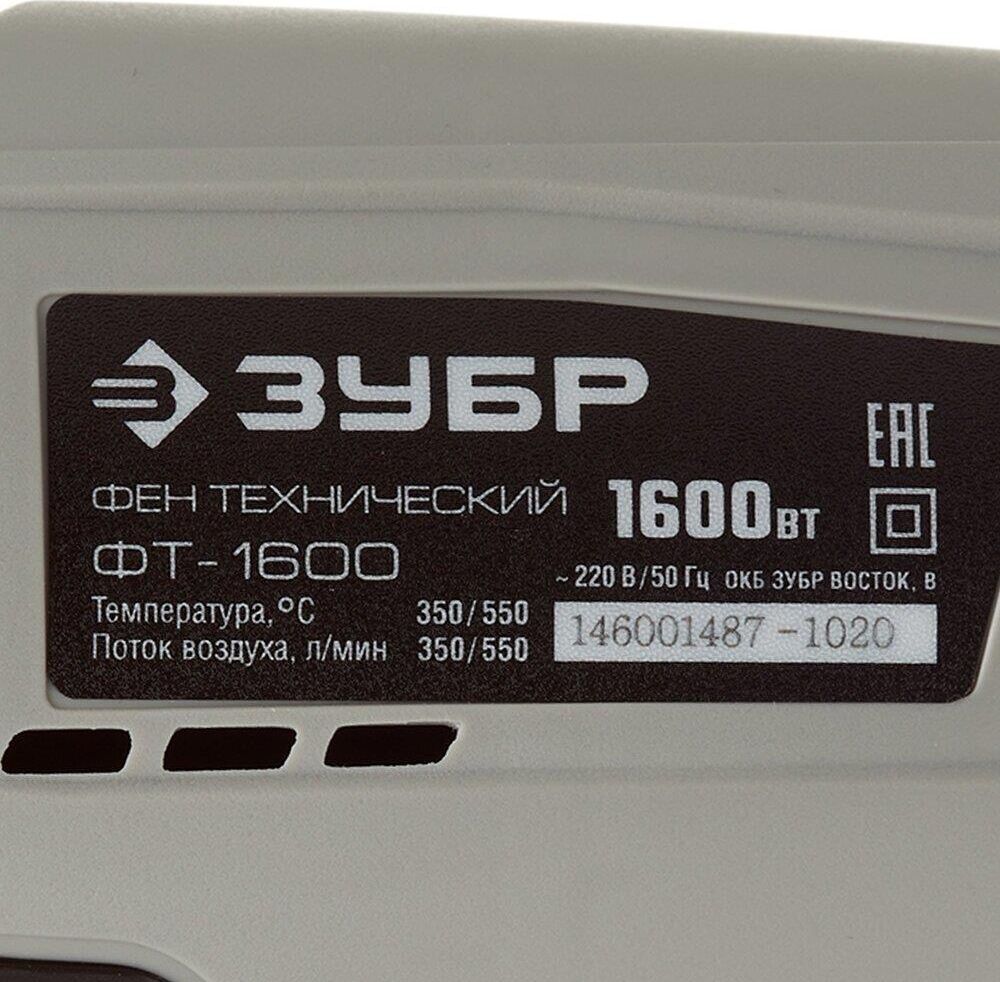 ЗУБР
EAC
ФЕН ТЕХНИЧЕСКИЙ
1600ВТ
ФТ-1600
~ 220 В/50 Гц ОКБ ЗУБР ВОСТОК, В
Температура,°С 350/550
Поток воздуха, л/мин 350/550
146001487-1020